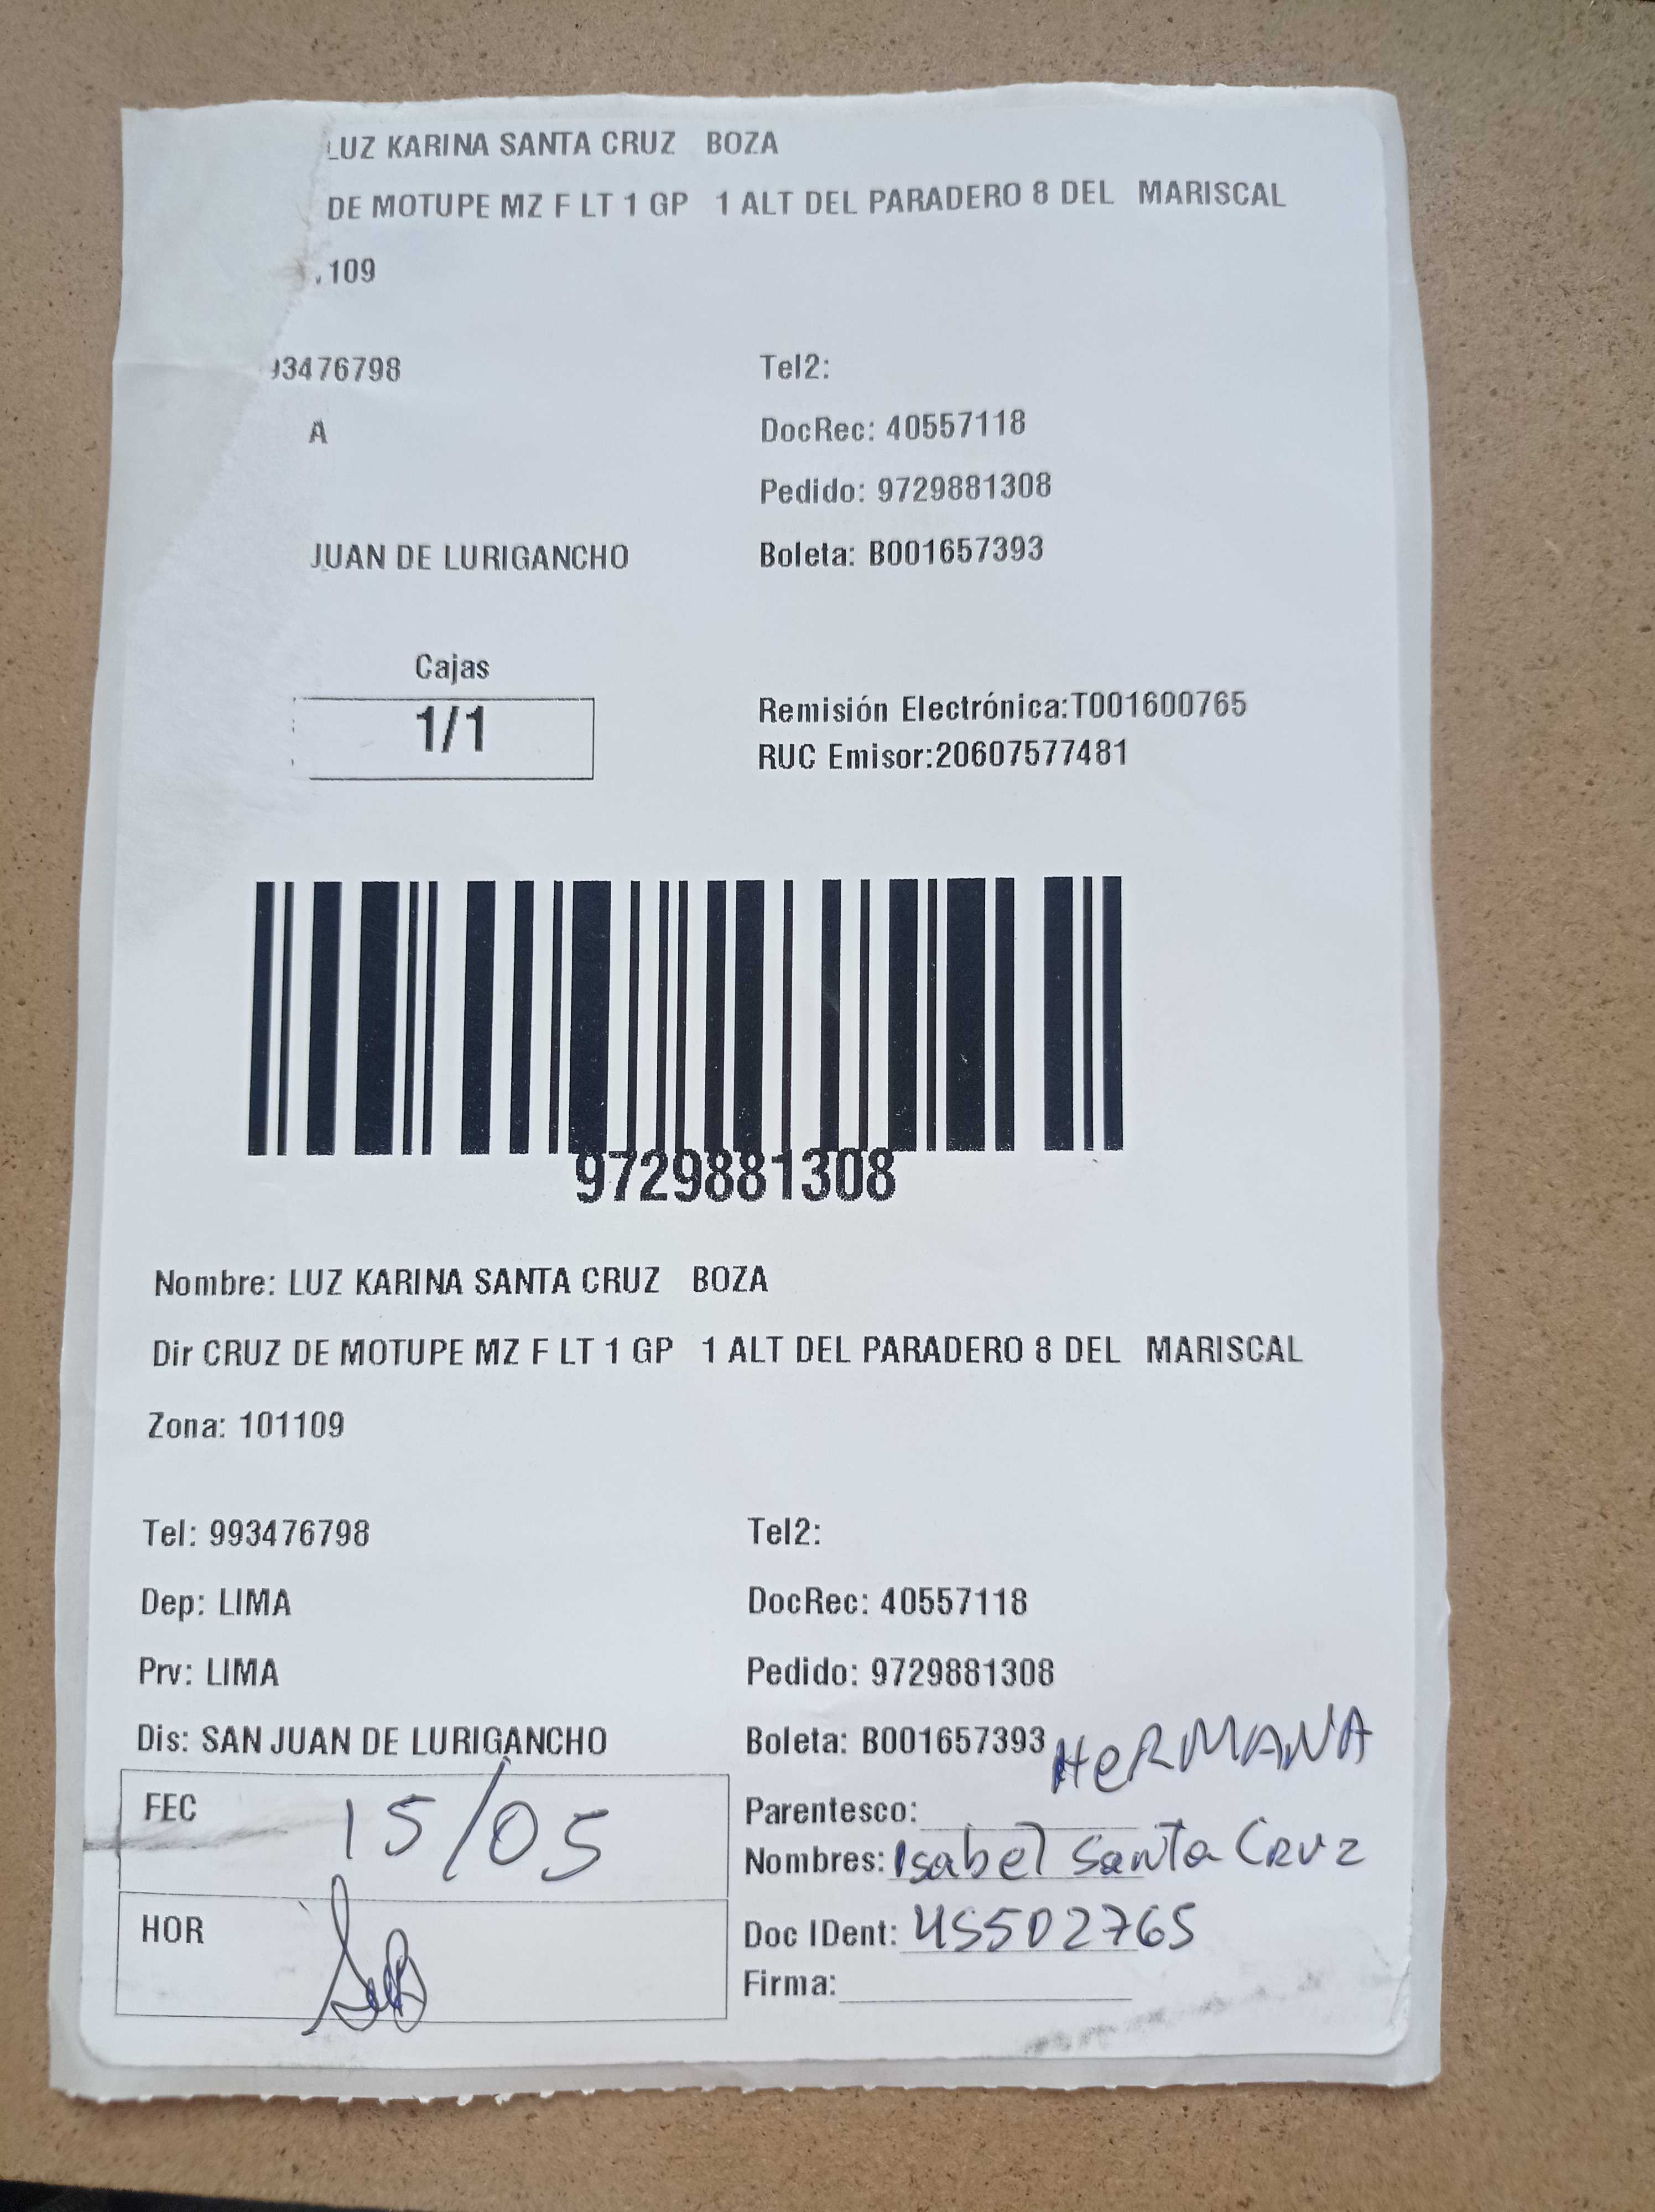 LUZ KARINA SANTA CRUZ BOZA
DE MOTUPE MZ F LT 1 GP 1 ALT DEL PARADERO 8 DEL MARISCAL
109
93476798 Tel2:
A DocRec: 40557118
Pedido: 9729881308
JUAN DE LURIGANCHO Boleta: B001657393
Cajas
1/1
Remisión Electrónica:T001600765
RUC Emisor:20607577481
9729881308
Nombre: LUZ KARINA SANTA CRUZ BOZA
Dir CRUZ DE MOTUPE MZ F LT 1 GP 1 ALT DEL PARADERO 8 DEL MARISCAL
Zona: 101109
Tel: 993476798 Tel2:
Dep: LIMA DocRec: 40557118
Prv: LIMA Pedido: 9729881308
Dis: SAN JUAN DE LURIGANCHO Boleta: B001657393
FEC 15/05
Parentesco: HeRMANA
Nombres: Isabel Santa Cruz
HOR
Doc IDent: 45502765
Firma: